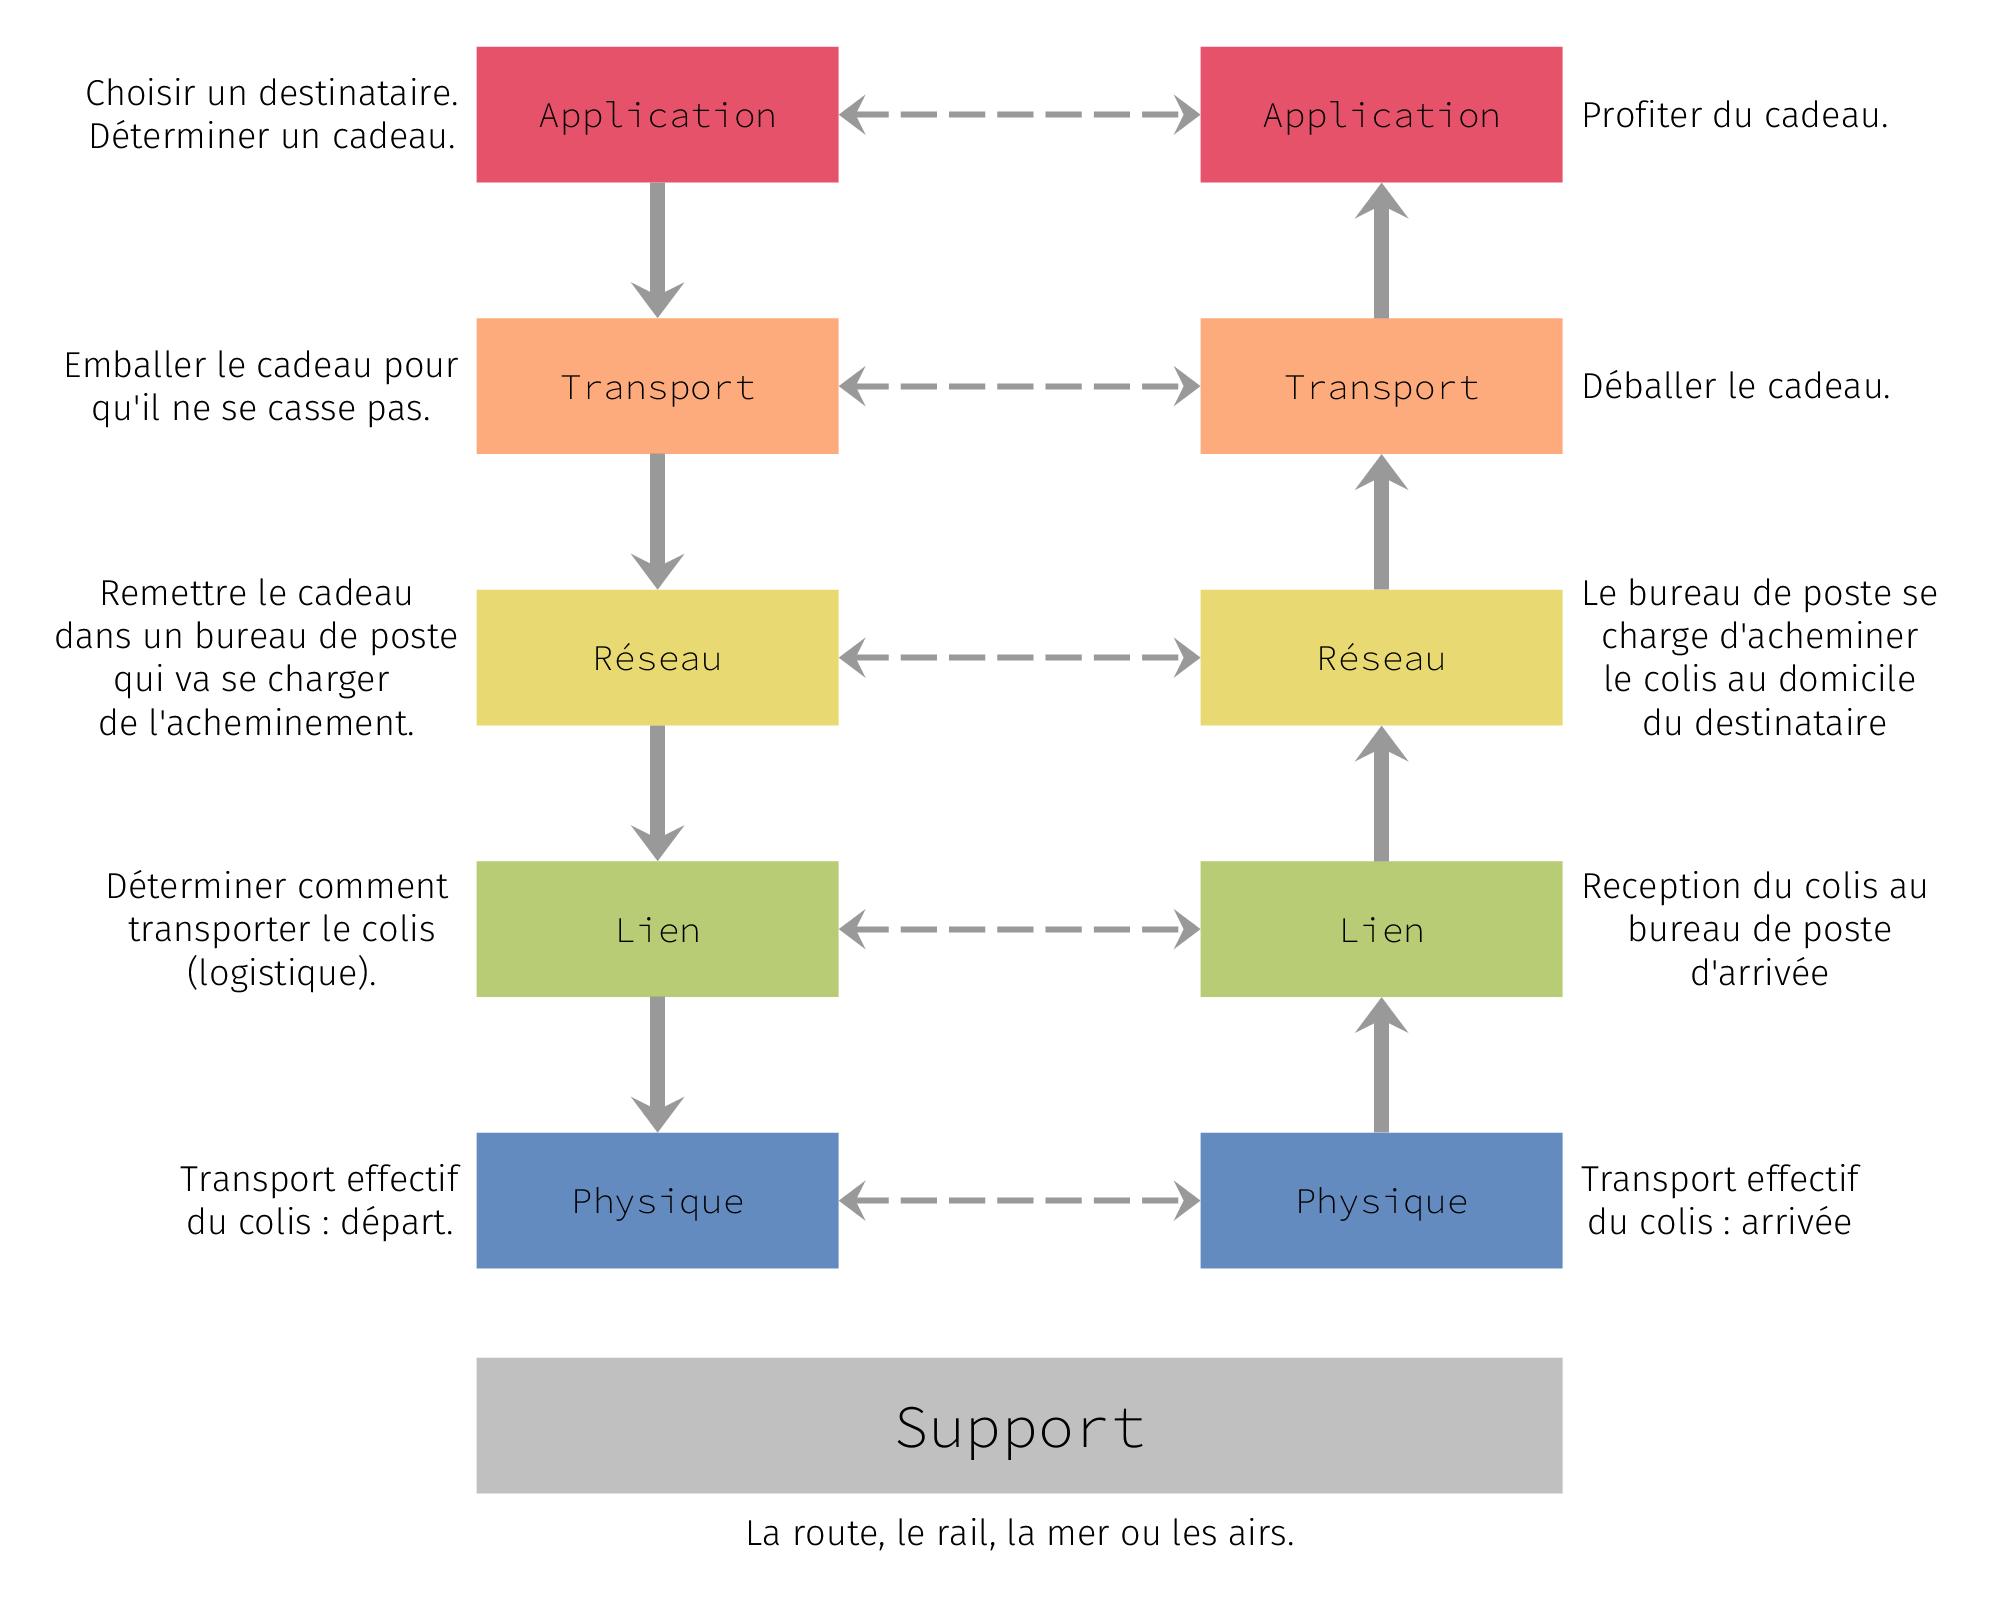 Choisir un destinataire.
Déterminer un cadeau.
Application
Application
Profiter du cadeau.
Emballer le cadeau pour
qu'il ne se casse pas.
Transport
Transport
Déballer le cadeau.
Remettre le cadeau
dans un bureau de poste
qui va se charger
de l'acheminement.
Réseau
Réseau
Le bureau de poste se
charge d'acheminer
le colis au domicile
du destinataire
Déterminer comment
transporter le colis
(logistique).
Lien
Lien
Reception du colis au
bureau de poste
d'arrivée
Transport effectif
du colis : départ.
Physique
Physique
Transport effectif
du colis : arrivée
Support
La route, le rail, la mer ou les airs.